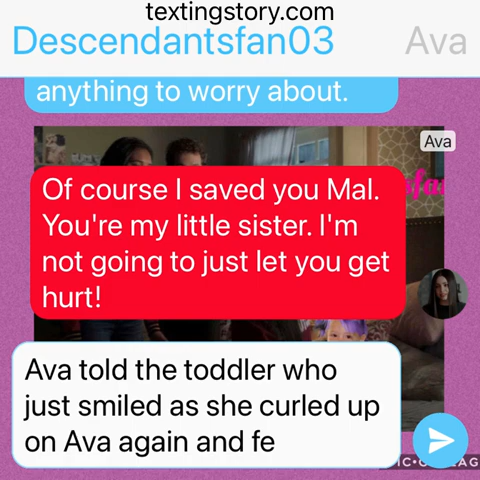 textingstory.com
Descendantsfan03 Ava
anything to worry about.
Ava
Of course I saved you Mal.
You're my little sister. I'm
not going to just let you get
hurt!
Ava told the toddler who
just smiled as she curled up
on Ava again and fe